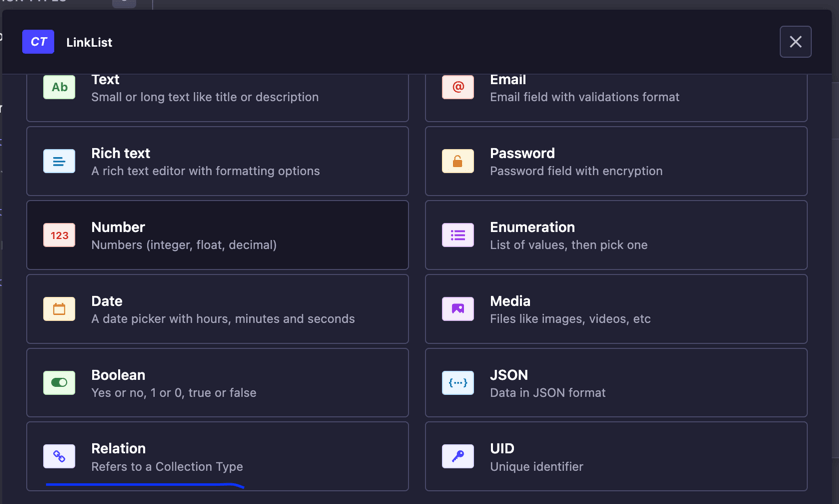 CT LinkList
Ab
Text
Small or long text like title or description
@
Email
Email field with validations format
Rich text
A rich text editor with formatting options
Password
Password field with encryption
123
Number
Numbers (integer, float, decimal)
Enumeration
List of values, then pick one
Date
A date picker with hours, minutes and seconds
Media
Files like images, videos, etc
Boolean
Yes or no, 1 or 0, true or false
{···}
JSON
Data in JSON format
Relation
Refers to a Collection Type
UID
Unique identifier